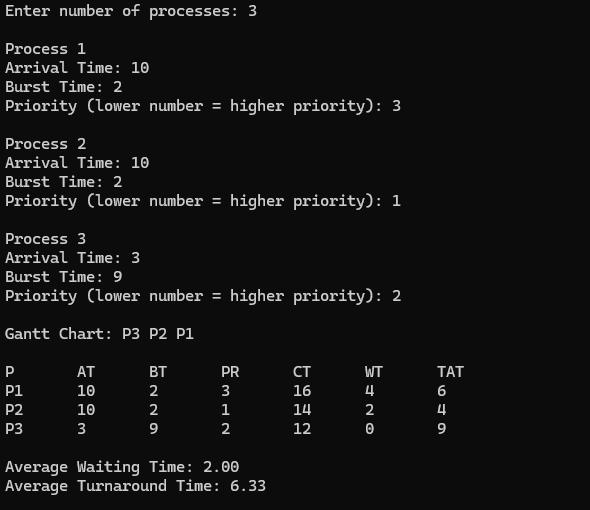 Enter number of processes: 3
Process 1
Arrival Time: 10
Burst Time: 2
Priority (lower number = higher priority): 3
Process 2
Arrival Time: 10
Burst Time: 2
Priority (lower number = higher priority): 1
Process 3
Arrival Time: 3
Burst Time: 9
Priority (lower number = higher priority): 2
Gantt Chart: P3 P2 P1
P AT BT PR CT WT TAT
P1 10 2 3 16 4 6
P2 10 2 1 14 2 4
P3 3 9 2 12 0 9
Average Waiting Time: 2.00
Average Turnaround Time: 6.33